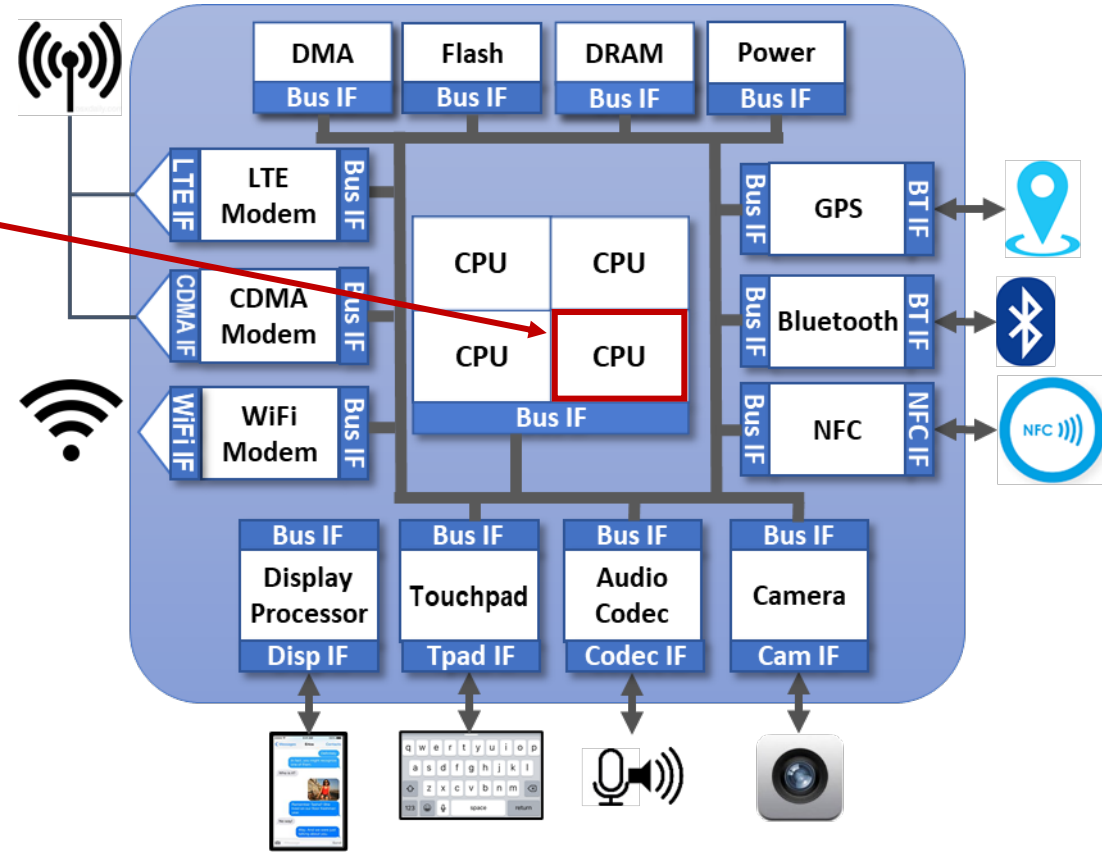 DMA
Bus IF
Flash
Bus IF
DRAM
Bus IF
Power
Bus IF
LTE IF
LTE
Modem
Bus IF
CDMA IF
CDMA
Modem
Bus IF
WiFi IF
WiFi
Modem
Bus IF
CPU
CPU
CPU
CPU
Bus IF
Bus IF
GPS
BT IF
Bus IF
Bluetooth
BT IF
Bus IF
NFC
NFC IF
NFC
Bus IF
Display
Processor
Disp IF
Bus IF
Touchpad
Tpad IF
Bus IF
Audio
Codec
Codec IF
Bus IF
Camera
Cam IF
q w e r t y u i o p
a s d f g h j k l
z x c v b n m
123 space return